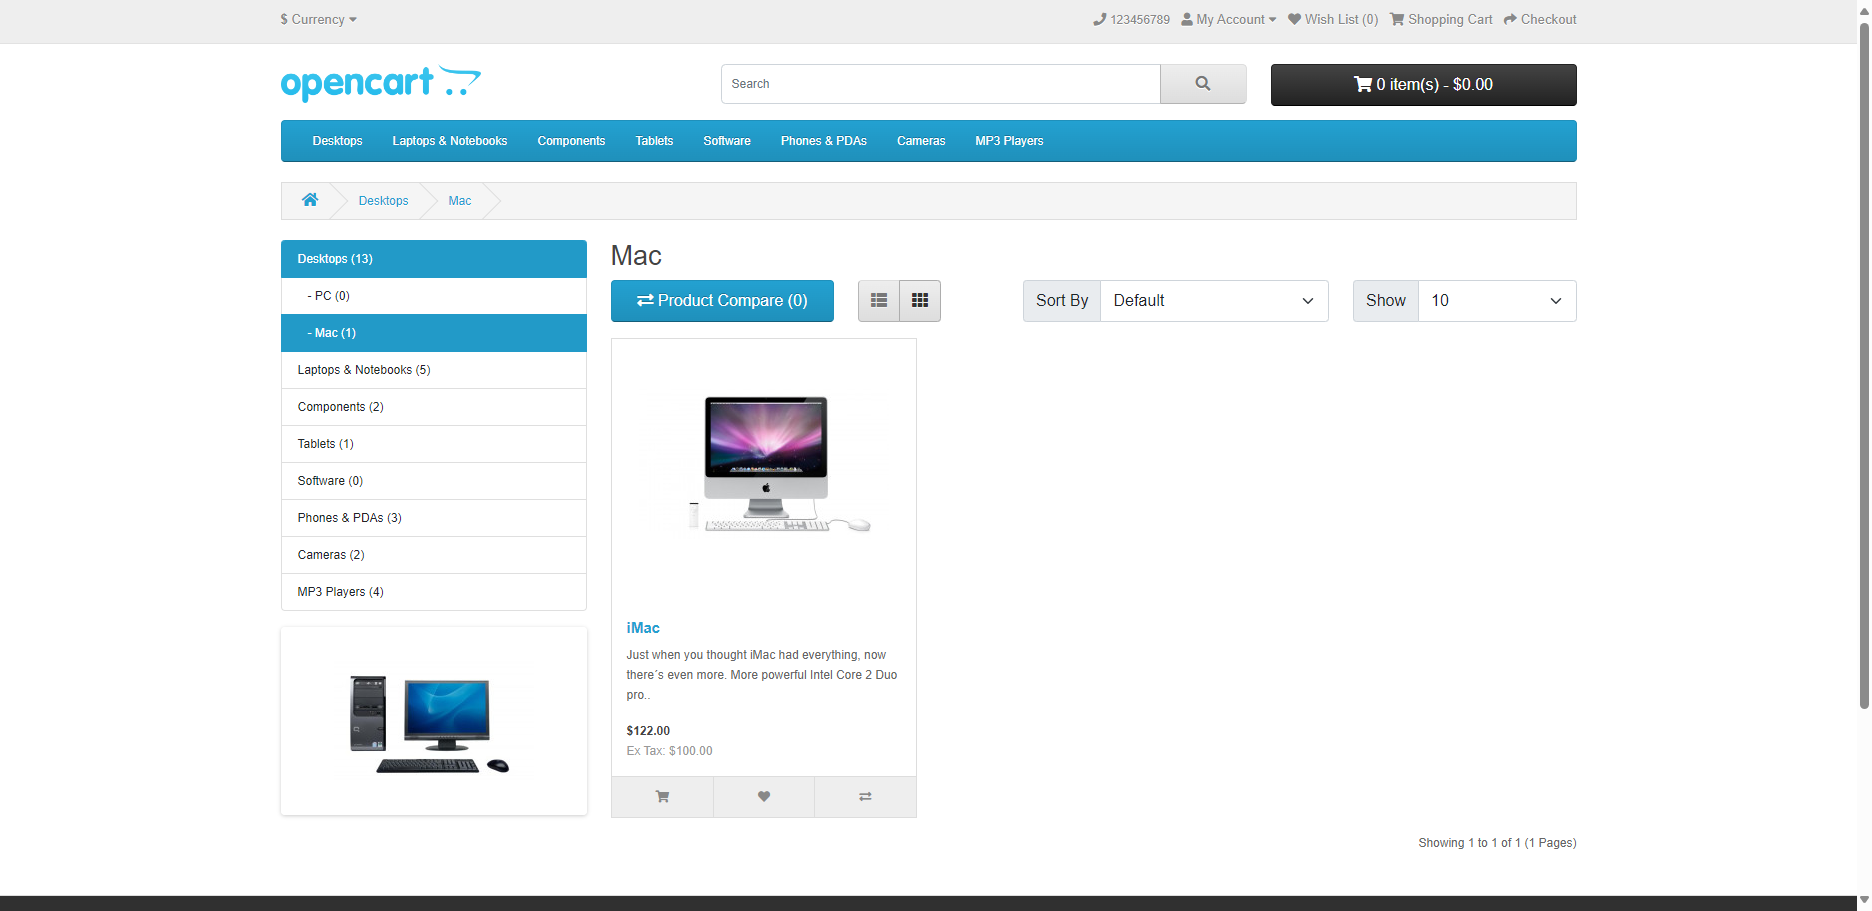 $ Currency
123456789 My Account Wish List (0) Shopping Cart Checkout
opencart
Search
0 item(s) - $0.00
Desktops Laptops & Notebooks Components Tablets Software Phones & PDAs Cameras MP3 Players
Desktops Mac
Desktops (13)
- PC (0)
- Mac (1)
Laptops & Notebooks (5)
Components (2)
Tablets (1)
Software (0)
Phones & PDAs (3)
Cameras (2)
MP3 Players (4)
Mac
Product Compare (0)
Sort By Default
Show 10
iMac
Just when you thought iMac had everything, now
there´s even more. More powerful Intel Core 2 Duo
pro..
$122.00
Ex Tax: $100.00
Showing 1 to 1 of 1 (1 Pages)